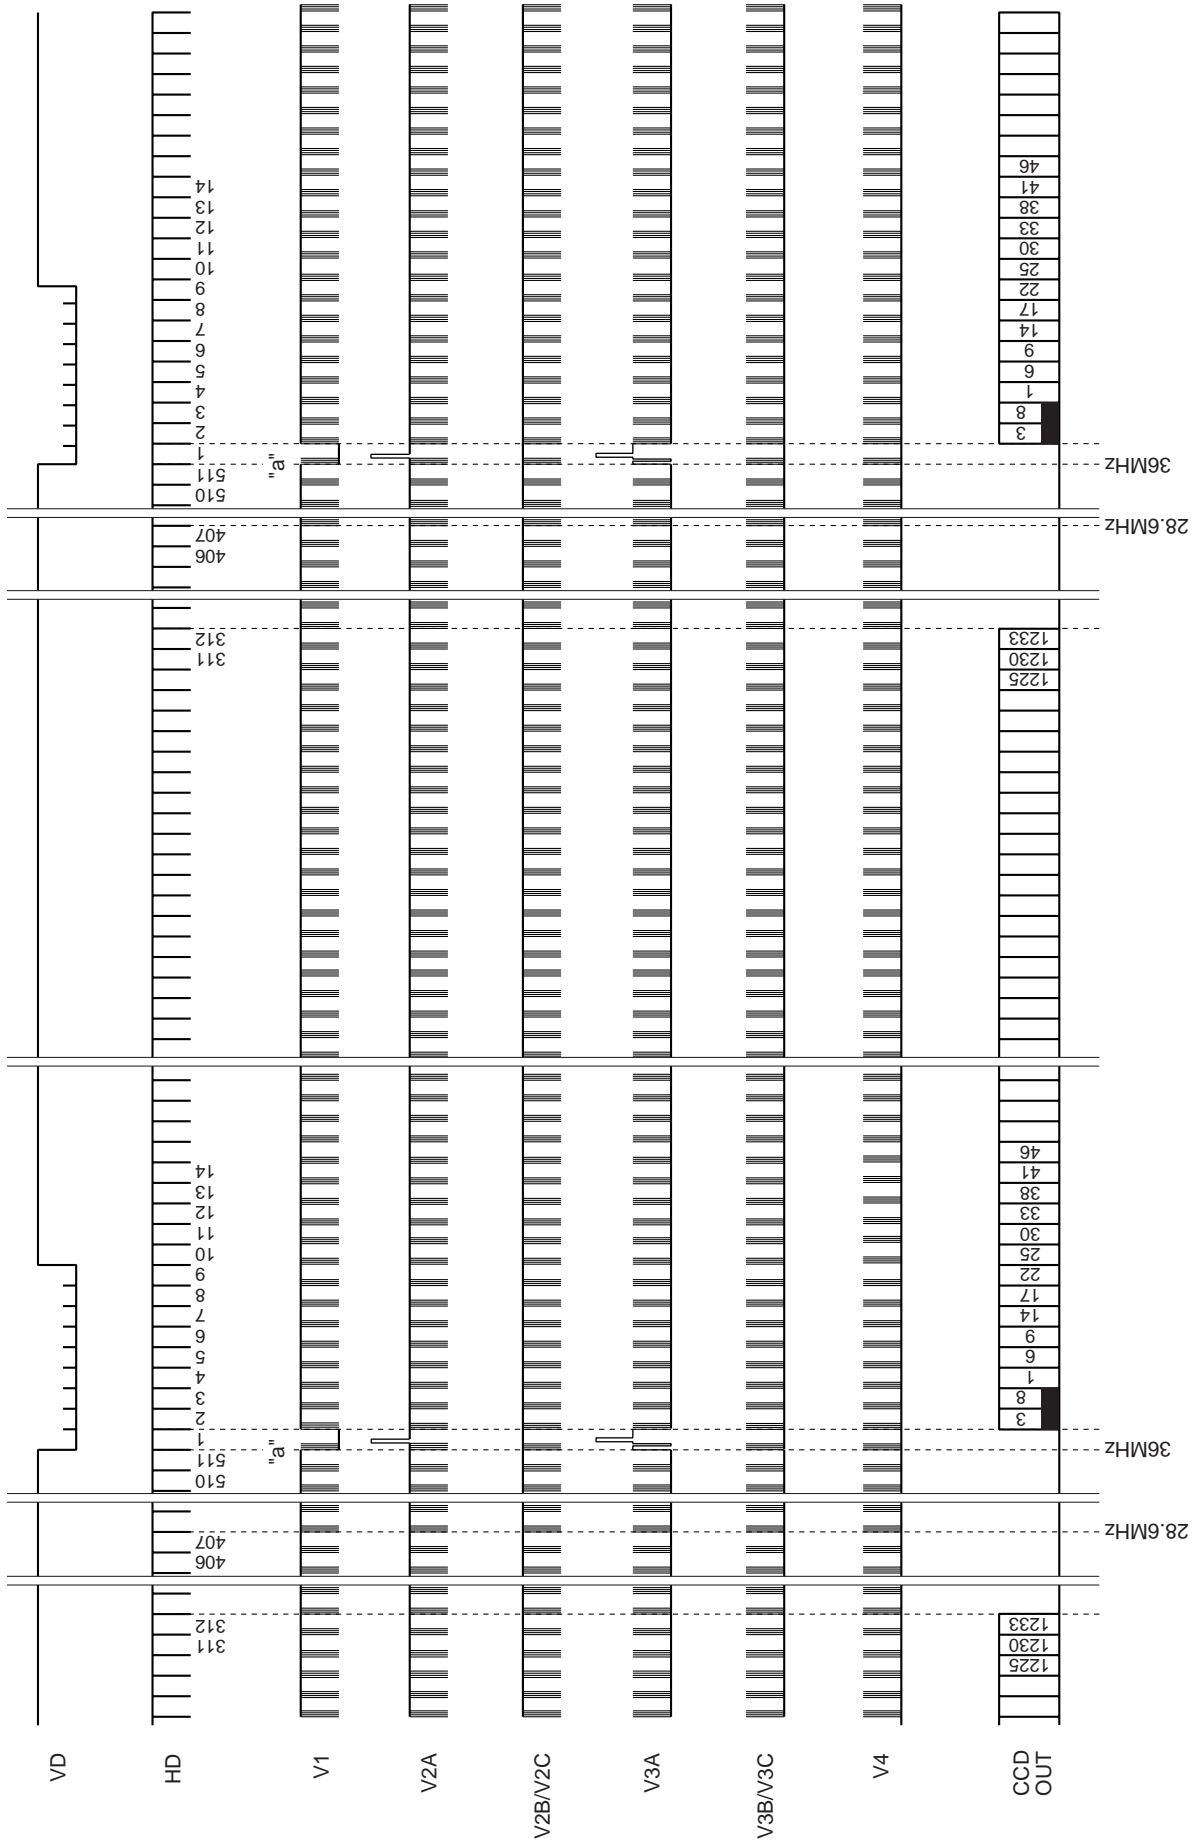 VD
HD
311 312 406 407 510 511 1 2 3 4 5 6 7 8 9 10 11 12 13 14 311 312 406 407 510 511 1 2 3 4 5 6 7 8 9 10 11 12 13 14
"a" "a"
V1
V2A
V2B/V2C
V3A
V3B/V3C
V4
CCD
OUT
1225 1230 1233 3 8 1 6 9 14 17 22 25 30 33 38 41 46 1225 1230 1233 3 8 1 6 9 14 17 22 25 30 33 38 41 46
28.6MHz 36MHz 28.6MHz 36MHz